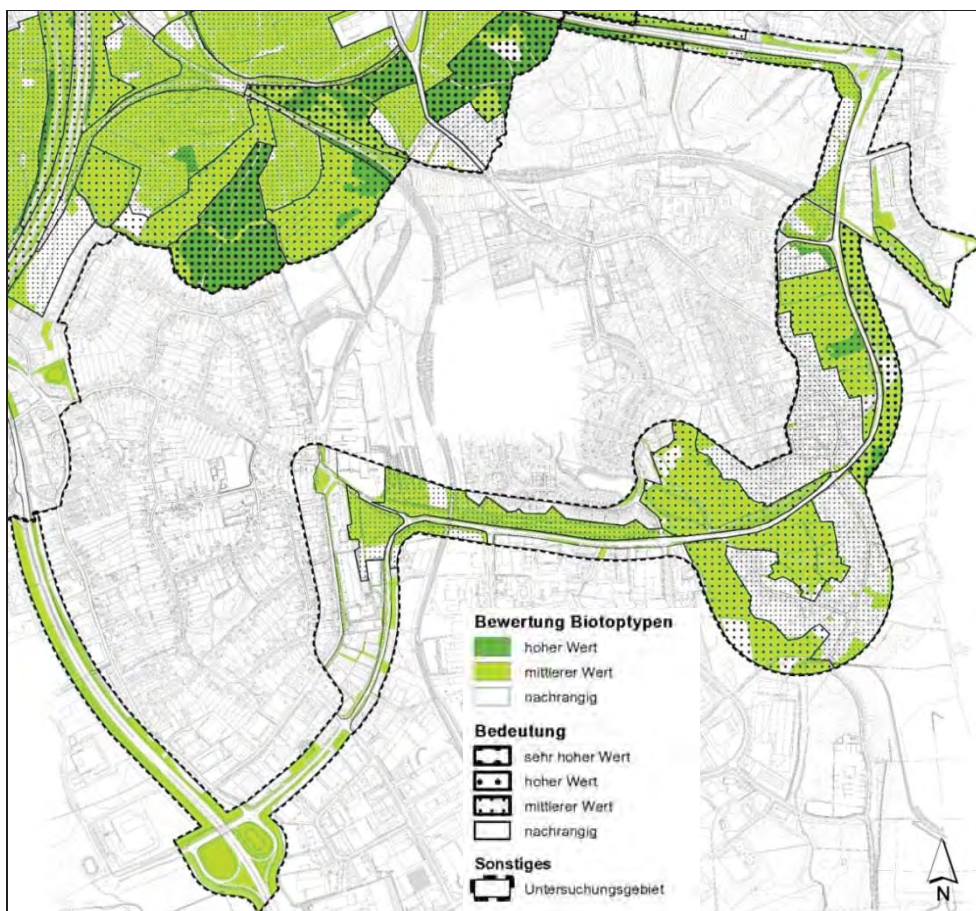 Bewertung Biotoptypen
hoher Wert
mittlerer Wert
nachrangig
Bedeutung
sehr hoher Wert
hoher Wert
mittlerer Wert
nachrangig
Sonstiges
Untersuchungsgebiet
N